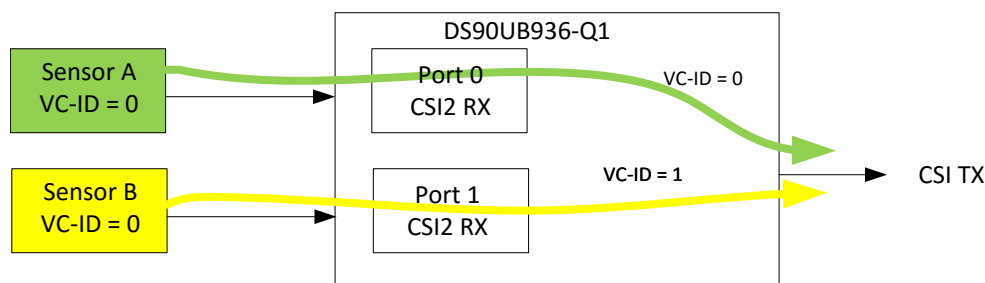 DS90UB936-Q1
Sensor A
VC-ID = 0
Port 0
CSI2 RX
VC-ID = 0
Sensor B
VC-ID = 0
Port 1
CSI2 RX
VC-ID = 1
CSI TX